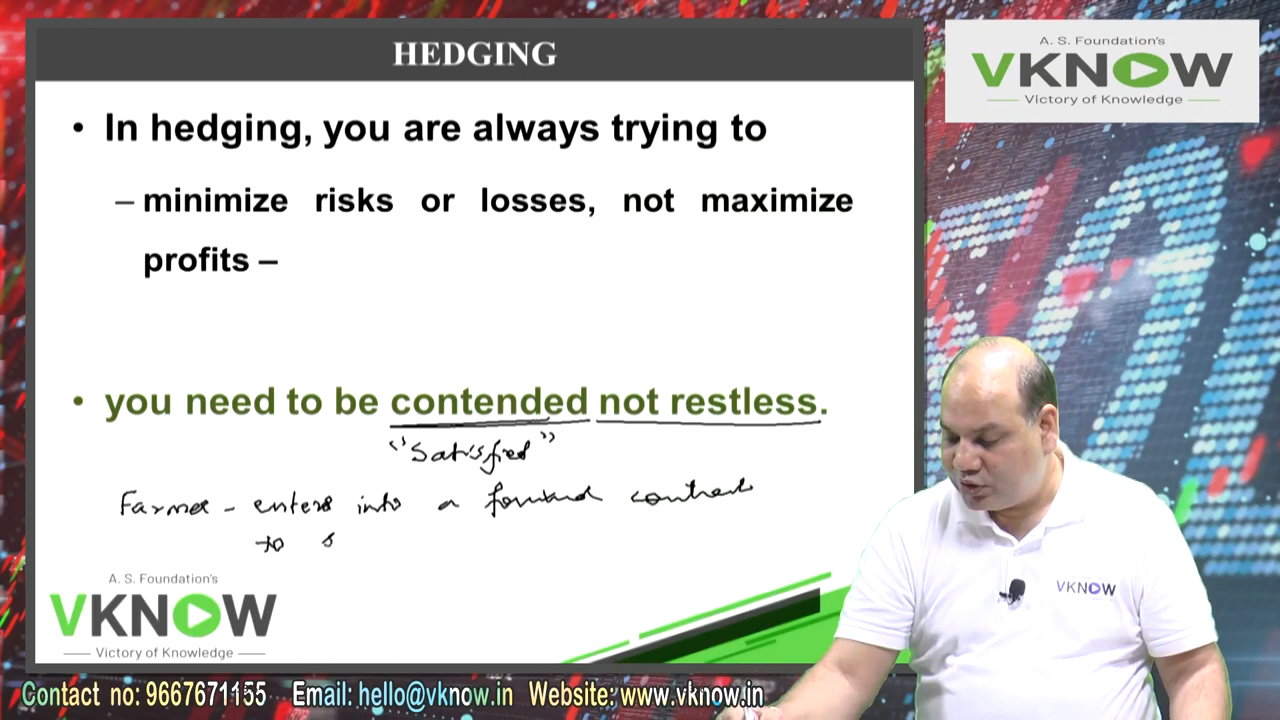 HEDGING
A. S. Foundation's
VKNOW
Victory of Knowledge
• In hedging, you are always trying to
– minimize risks or losses, not maximize
profits –
• you need to be contended not restless.
"Satisfied"
Farmer - enters into a forward contract
to s
A. S. Foundation's
VKNOW
Victory of Knowledge
VKNOW
Contact no: 9667671155 Email: hello@vknow.in Website: www.vknow.in